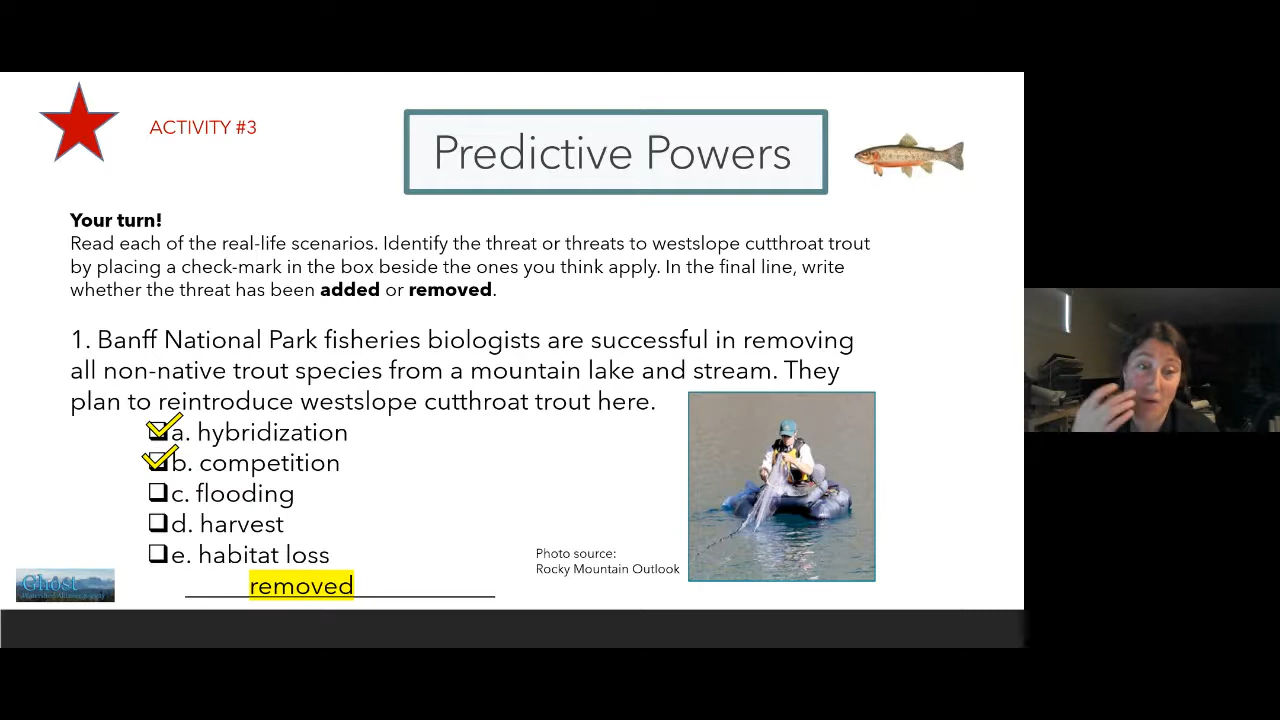 ACTIVITY #3
Predictive Powers
Your turn!
Read each of the real-life scenarios. Identify the threat or threats to westslope cutthroat trout
by placing a check-mark in the box beside the ones you think apply. In the final line, write
whether the threat has been added or removed.
1. Banff National Park fisheries biologists are successful in removing
all non-native trout species from a mountain lake and stream. They
plan to reintroduce westslope cutthroat trout here.
a. hybridization
b. competition
c. flooding
d. harvest
e. habitat loss
removed
Photo source:
Rocky Mountain Outlook
Ghost